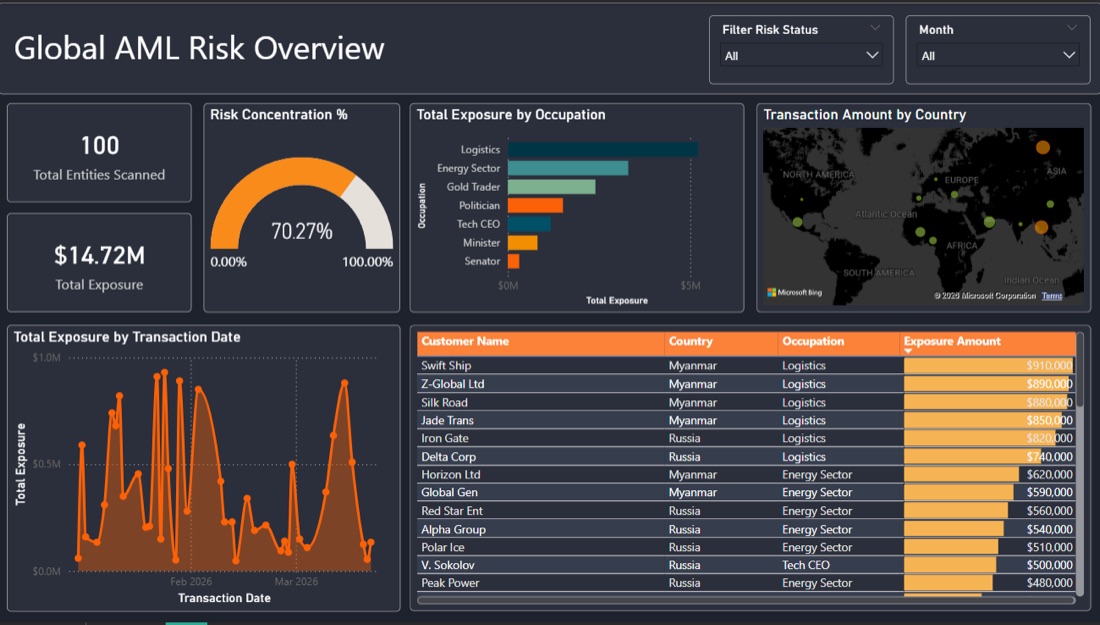 Global AML Risk Overview
Filter Risk Status
All
Month
All
100
Total Entities Scanned
$14.72M
Total Exposure
Risk Concentration %
70.27%
0.00% 100.00%
Total Exposure by Occupation
Occupation
Logistics
Energy Sector
Gold Trader
Politician
Tech CEO
Minister
Senator
$0M $5M
Total Exposure
Transaction Amount by Country
NORTH AMERICA
EUROPE
ASIA
Atlantic Ocean
AFRICA
SOUTH AMERICA
Indian Ocean
Microsoft Bing
© 2026 Microsoft Corporation Terms
Total Exposure by Transaction Date
Total Exposure
$1.0M
$0.5M
$0.0M
Feb 2026 Mar 2026
Transaction Date
Customer Name Country Occupation Exposure Amount
Swift Ship Myanmar Logistics $910,000
Z-Global Ltd Myanmar Logistics $890,000
Silk Road Myanmar Logistics $880,000
Jade Trans Myanmar Logistics $850,000
Iron Gate Russia Logistics $820,000
Delta Corp Russia Logistics $740,000
Horizon Ltd Myanmar Energy Sector $620,000
Global Gen Myanmar Energy Sector $590,000
Red Star Ent Russia Energy Sector $560,000
Alpha Group Russia Energy Sector $540,000
Polar Ice Russia Energy Sector $510,000
V. Sokolov Russia Tech CEO $500,000
Peak Power Russia Energy Sector $480,000